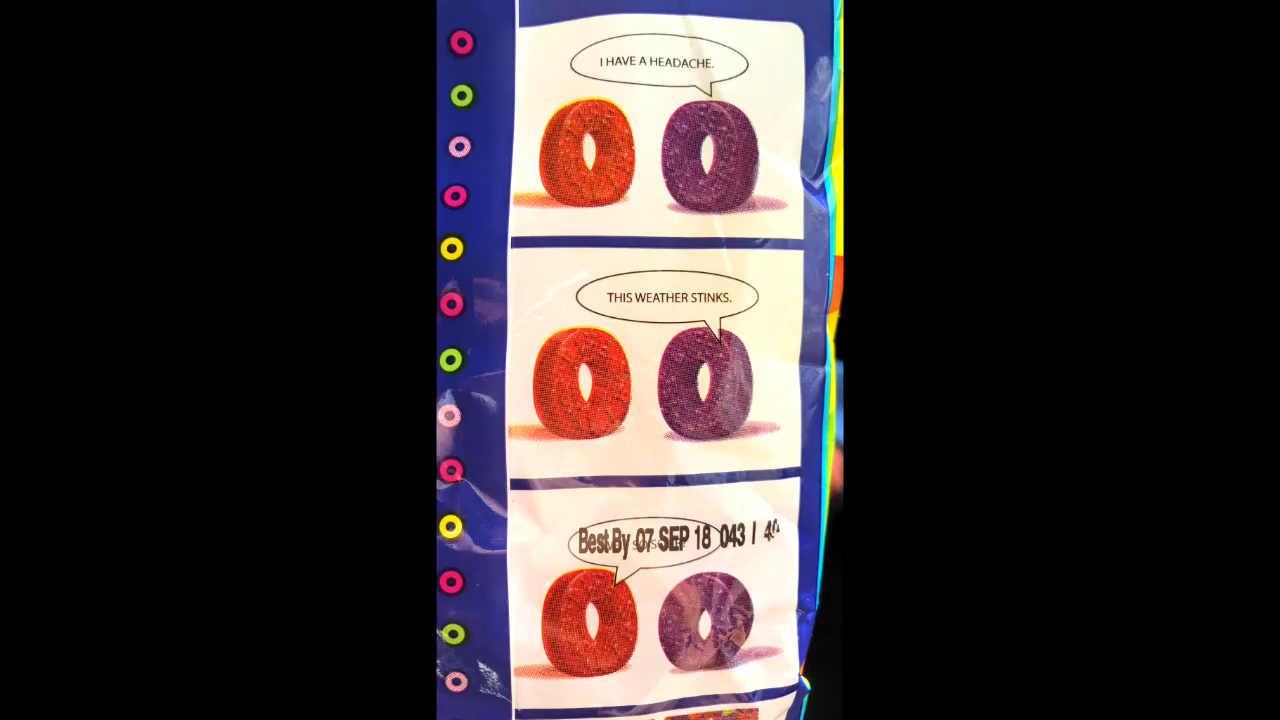 I HAVE A HEADACHE.
THIS WEATHER STINKS.
Best By 07 SEP 18 043 / 4